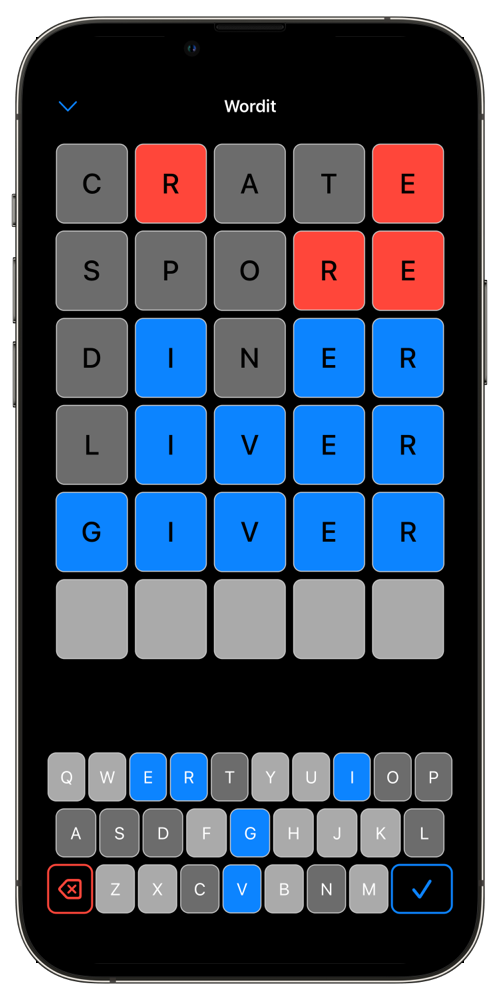 Wordit
C R A T E
S P O R E
D I N E R
L I V E R
G I V E R
Q W E R T Y U I O P
A S D F G H J K L
Z X C V B N M